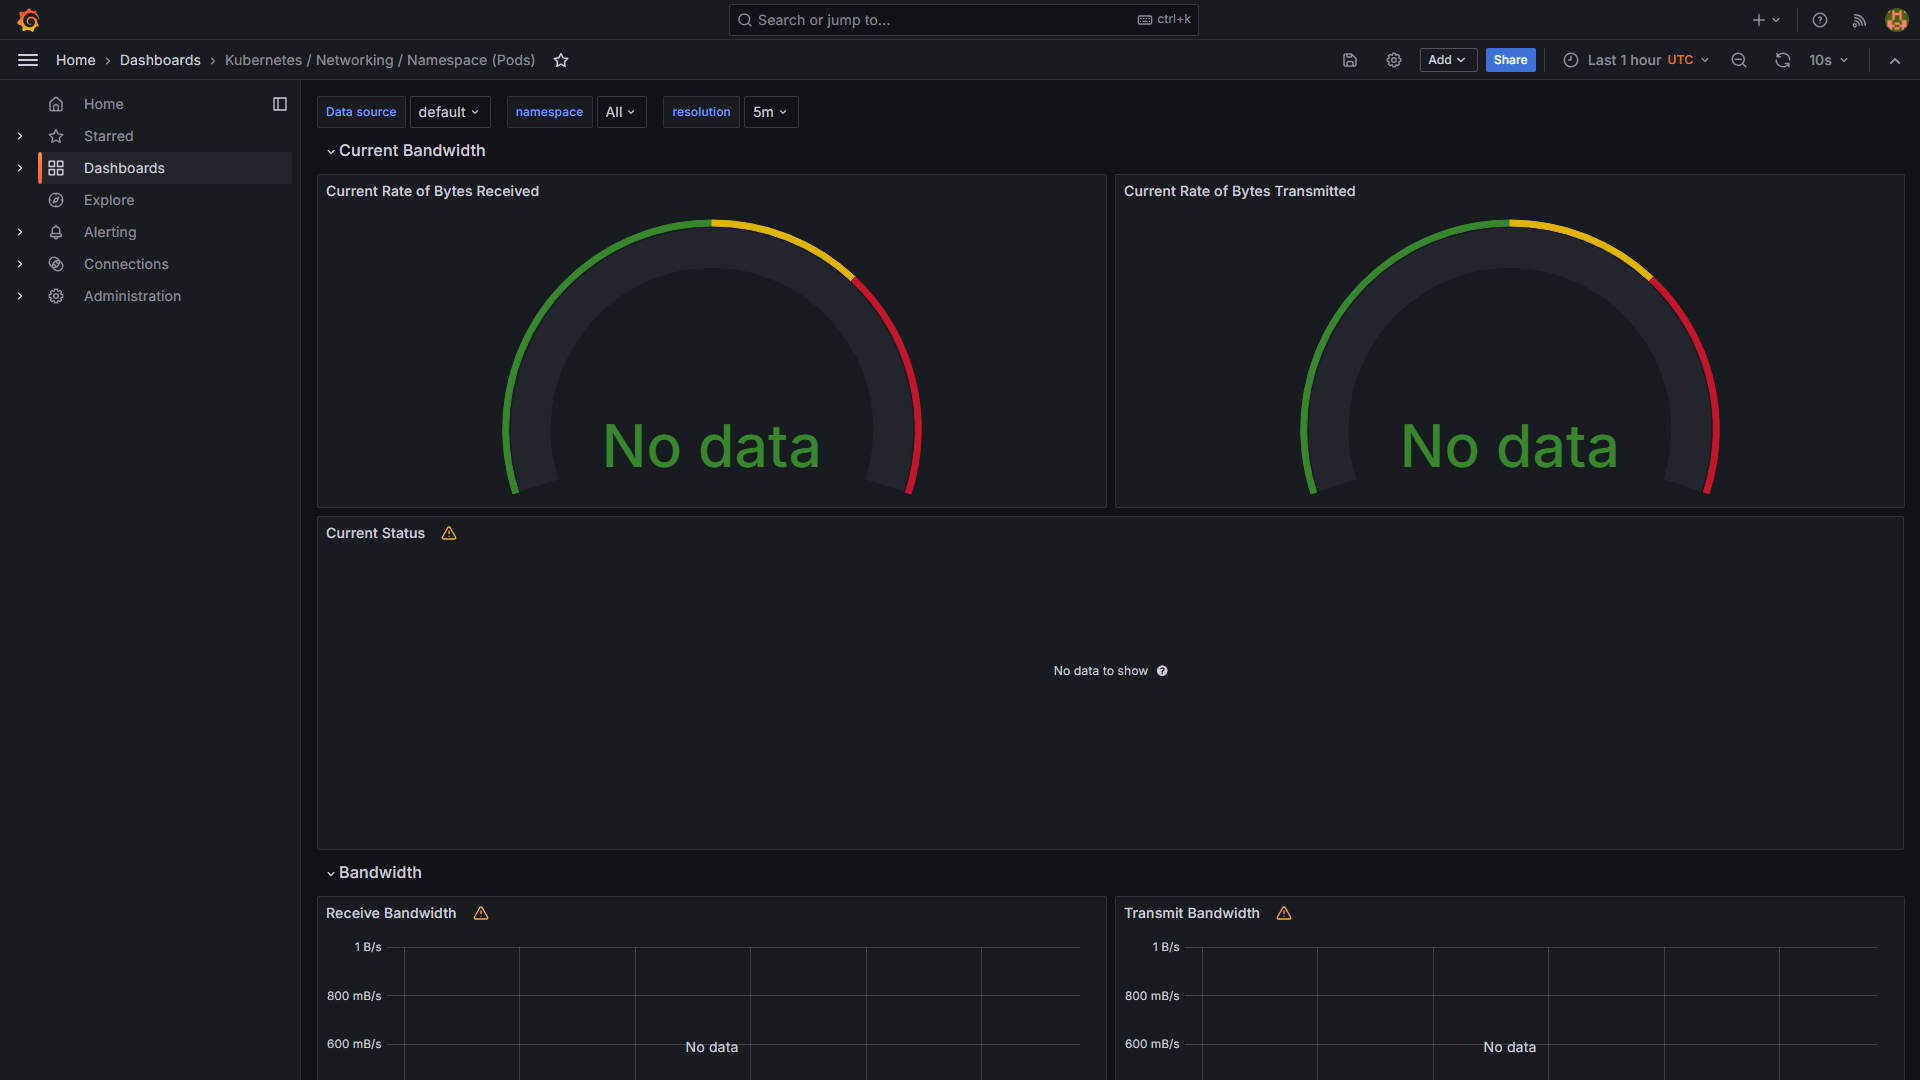 Search or jump to...
ctrl+k
Home › Dashboards › Kubernetes / Networking / Namespace (Pods)
Add
Share
Last 1 hour UTC
10s
Home
Starred
Dashboards
Explore
Alerting
Connections
Administration
Data source default
namespace All
resolution 5m
Current Bandwidth
Current Rate of Bytes Received
No data
Current Rate of Bytes Transmitted
No data
Current Status
No data to show
Bandwidth
Receive Bandwidth
1 B/s
800 mB/s
600 mB/s
No data
Transmit Bandwidth
1 B/s
800 mB/s
600 mB/s
No data